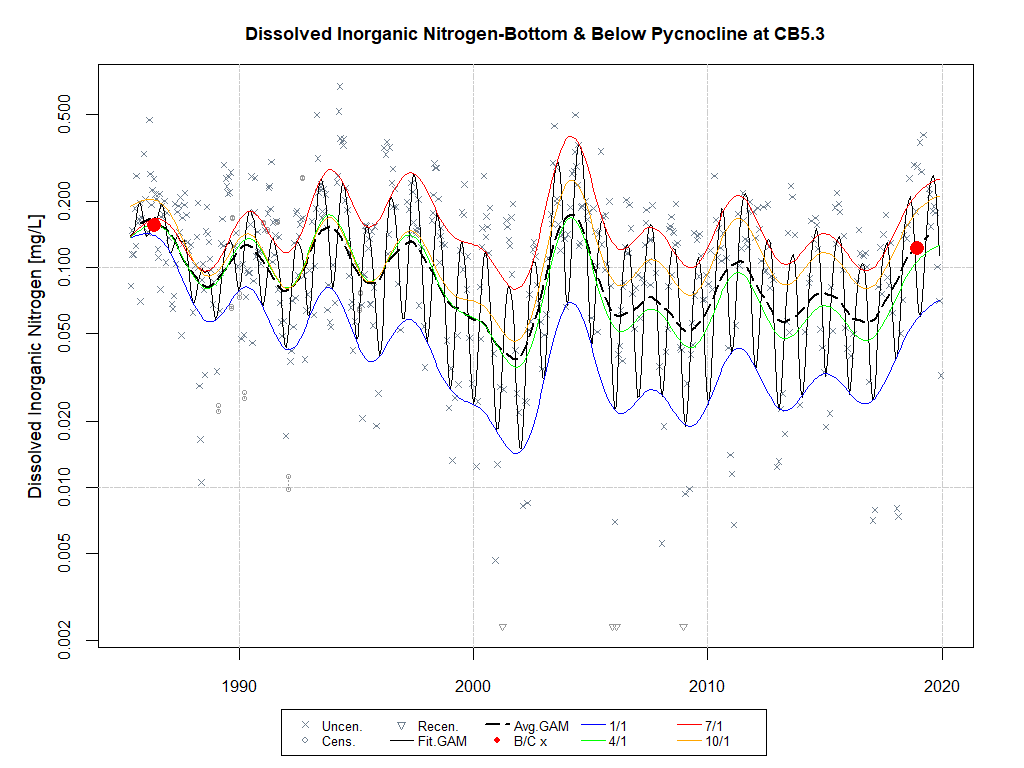 Dissolved Inorganic Nitrogen-Bottom & Below Pycnocline at CB5.3
Dissolved Inorganic Nitrogen [mg/L]
0.500
0.200
0.100
0.050
0.020
0.010
0.005
0.002
1990 2000 2010 2020
Uncen. Recen. Avg.GAM 1/1 7/1
Cens. Fit.GAM B/C x 4/1 10/1